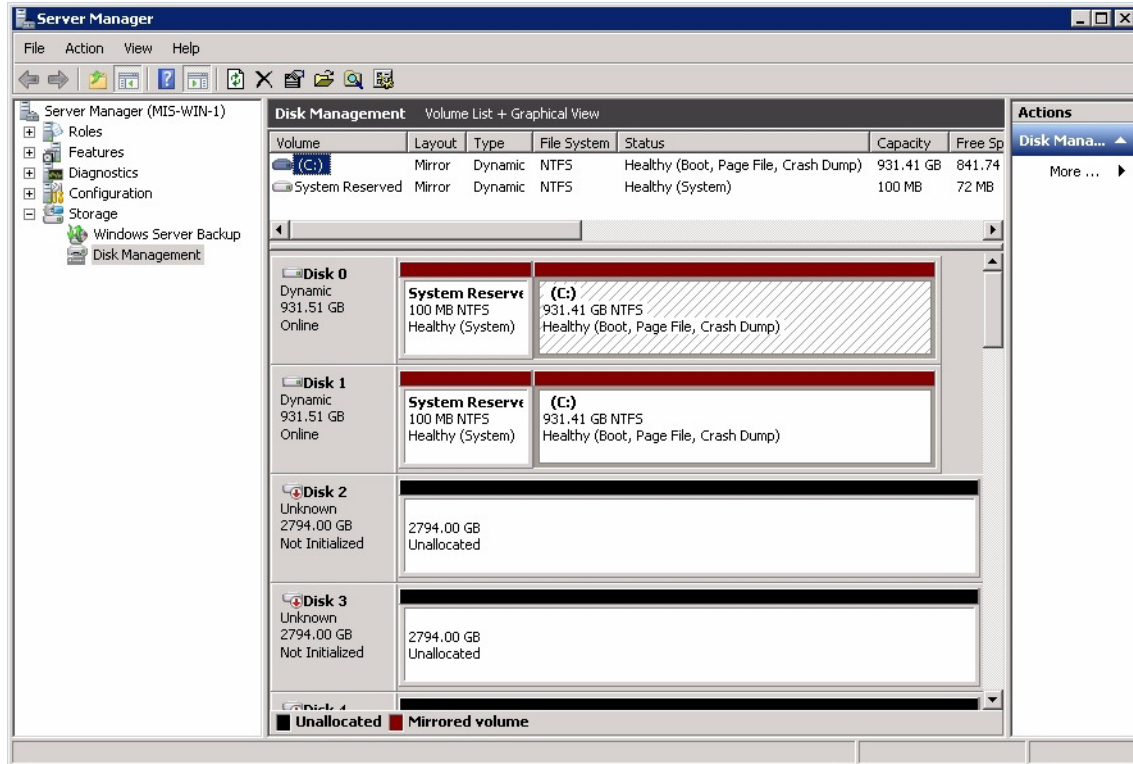 Server Manager
File Action View Help
Server Manager (MIS-WIN-1)
Roles
Features
Diagnostics
Configuration
Storage
Windows Server Backup
Disk Management
Disk Management Volume List + Graphical View
Volume Layout Type File System Status Capacity Free Sp
(C:) Mirror Dynamic NTFS Healthy (Boot, Page File, Crash Dump) 931.41 GB 841.74
System Reserved Mirror Dynamic NTFS Healthy (System) 100 MB 72 MB
Disk 0
Dynamic
931.51 GB
Online
System Reserve
100 MB NTFS
Healthy (System)
(C:)
931.41 GB NTFS
Healthy (Boot, Page File, Crash Dump)
Disk 1
Dynamic
931.51 GB
Online
System Reserve
100 MB NTFS
Healthy (System)
(C:)
931.41 GB NTFS
Healthy (Boot, Page File, Crash Dump)
Disk 2
Unknown
2794.00 GB
Not Initialized
2794.00 GB
Unallocated
Disk 3
Unknown
2794.00 GB
Not Initialized
2794.00 GB
Unallocated
Disk 4
Unallocated Mirrored volume
Actions
Disk Mana...
More ...